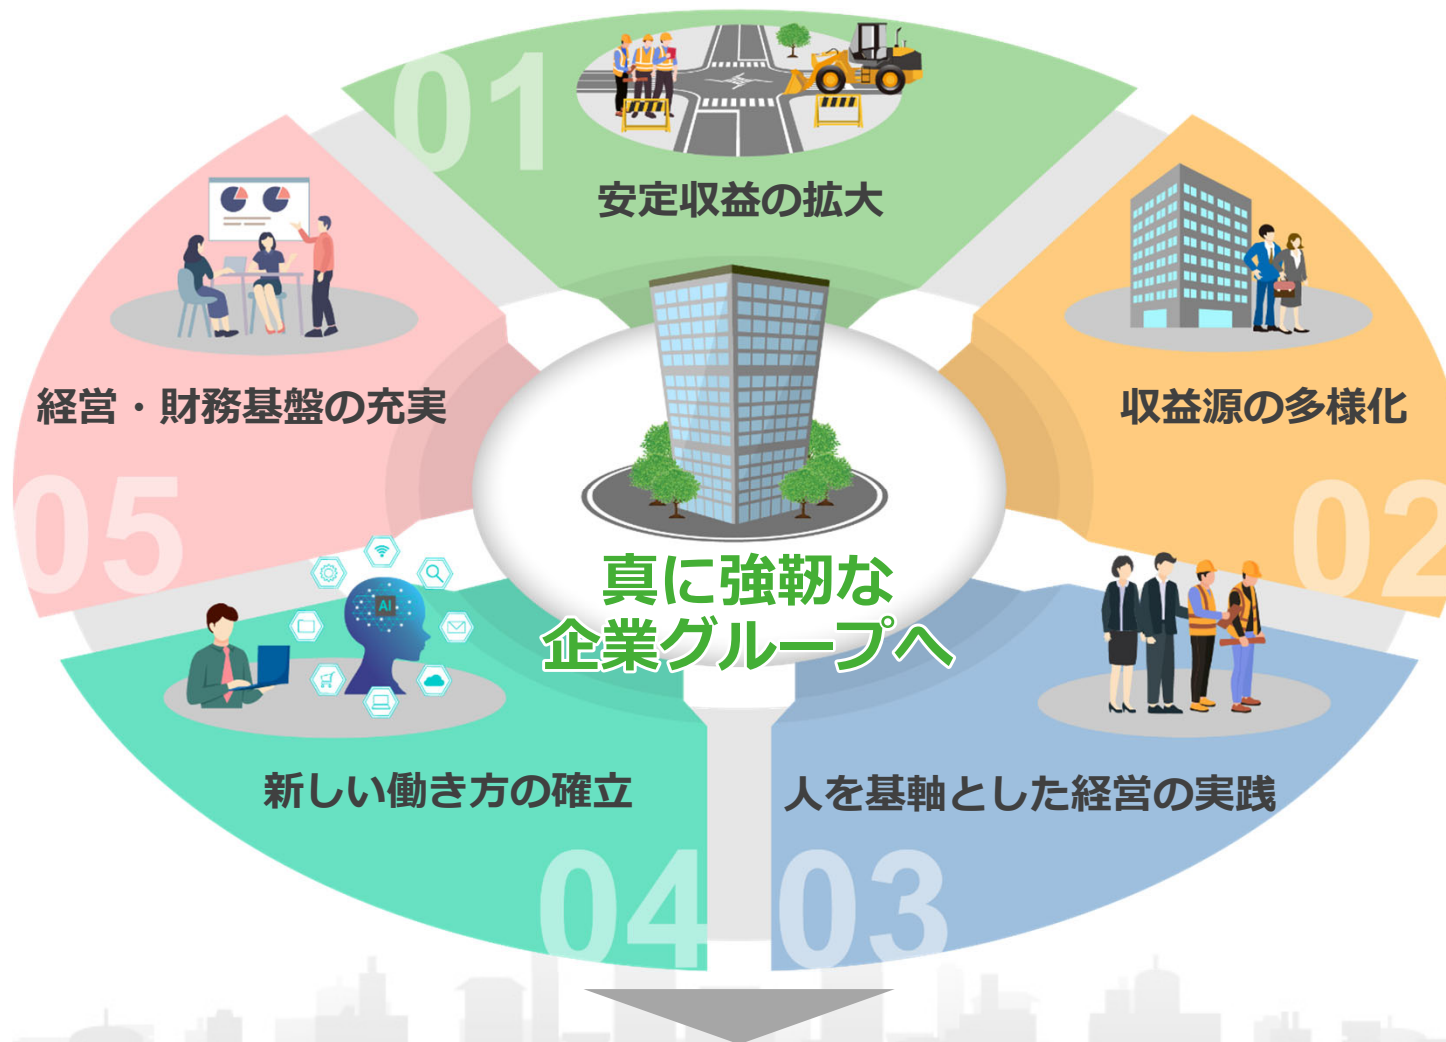 01
安定収益の拡大
収益源の多様化
02
人を基軸とした経営の実践
03
新しい働き方の確立
04
AI
経営・財務基盤の充実
05
真に強靭な
企業グループへ